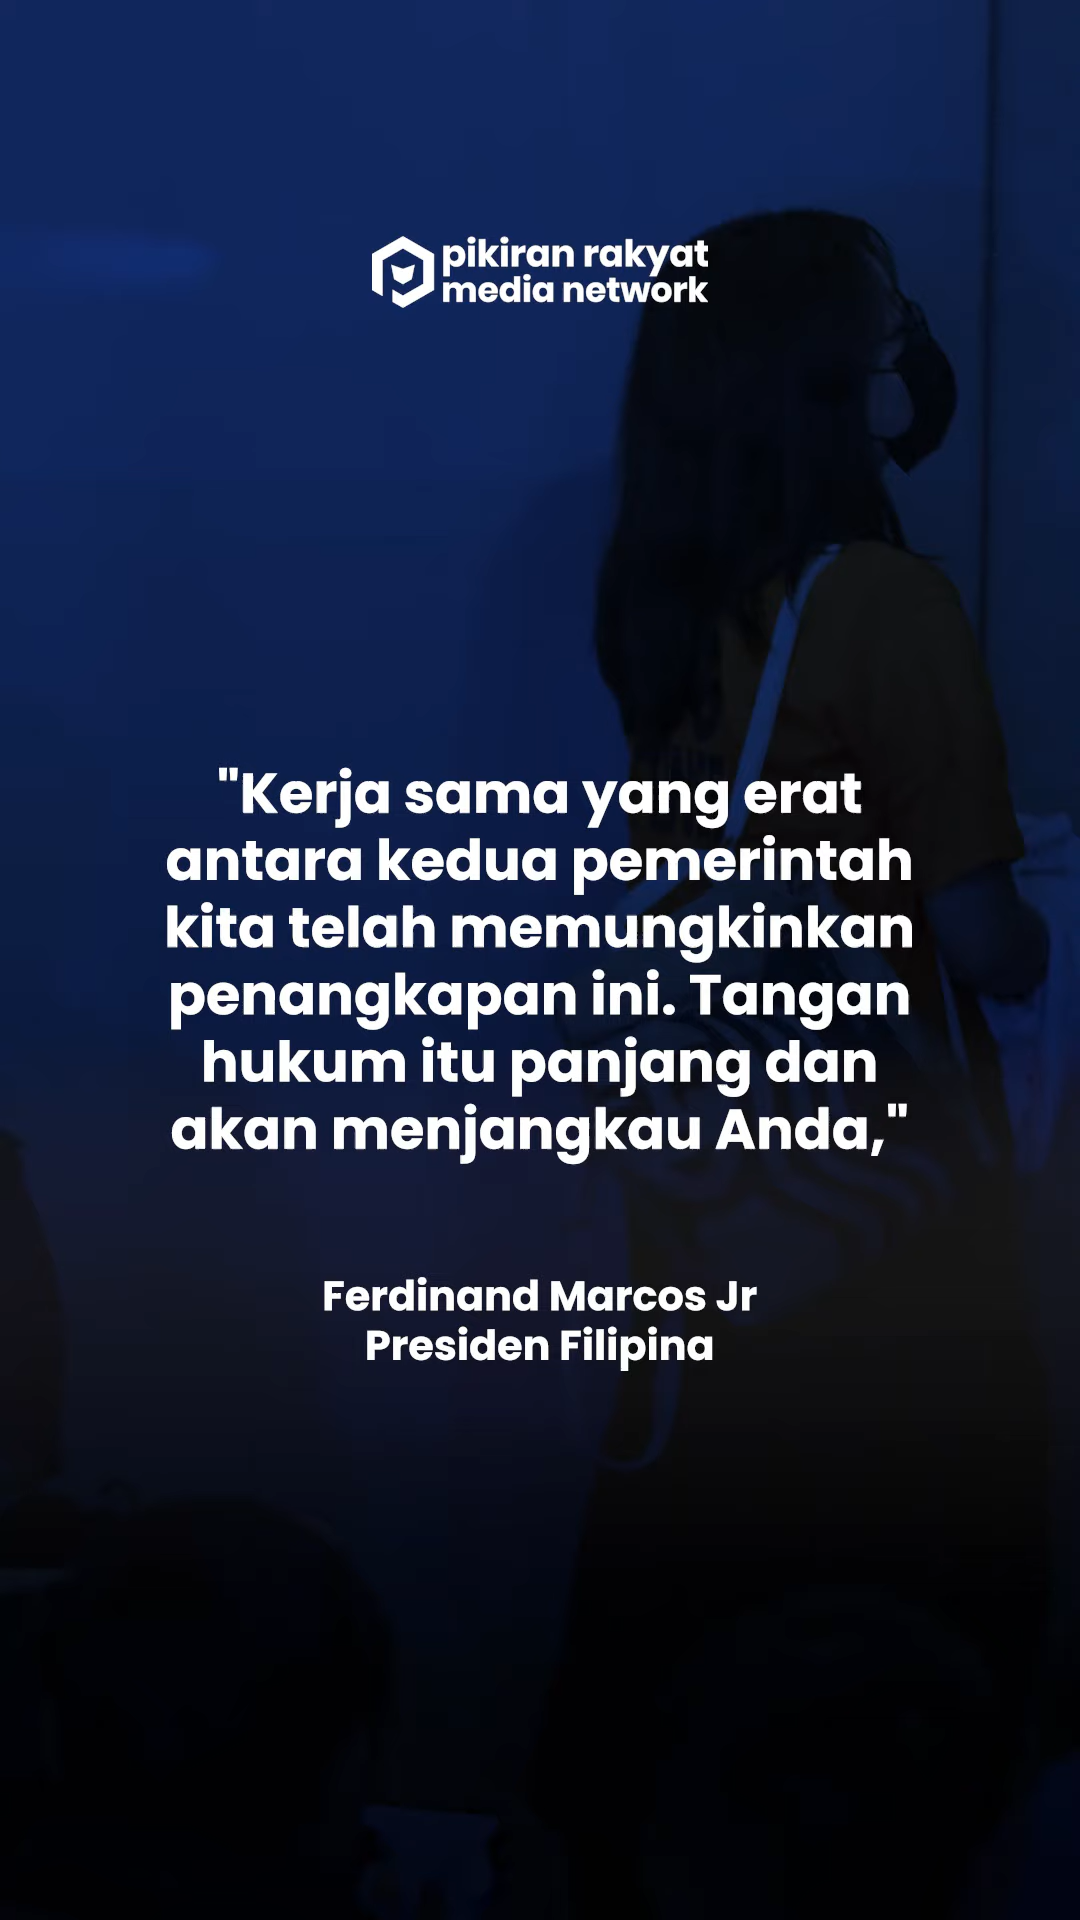 pikiran rakyat
media network
"Kerja sama yang erat
antara kedua pemerintah
kita telah memungkinkan
penangkapan ini. Tangan
hukum itu panjang dan
akan menjangkau Anda,"
Ferdinand Marcos Jr
Presiden Filipina